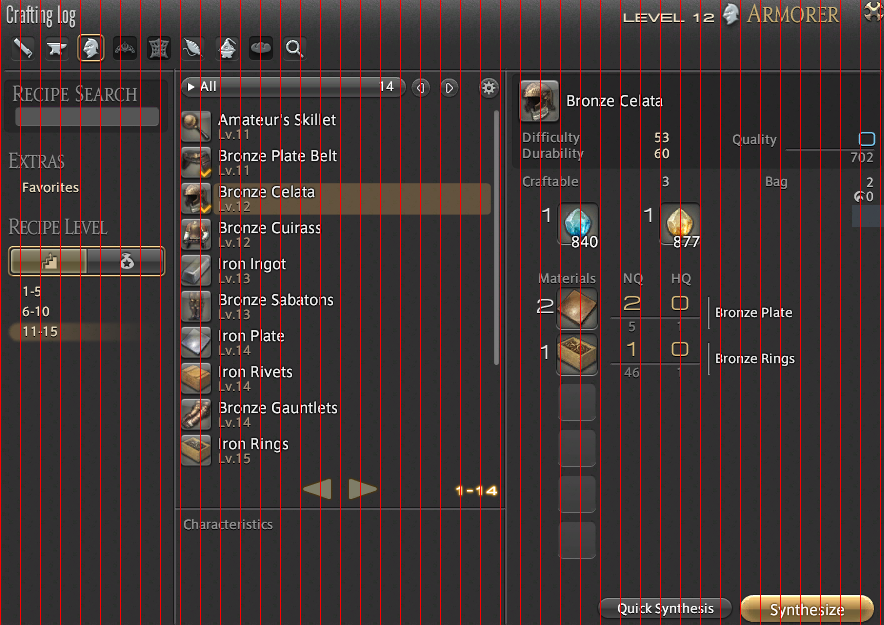 Crafting Log
LEVEL 12 ARMORER
RECIPE SEARCH
EXTRAS
Favorites
RECIPE LEVEL
1-5
6-10
11-15
All 14
Amateur's Skillet
Lv.11
Bronze Plate Belt
Lv.11
Bronze Celata
Lv.12
Bronze Cuirass
Lv.12
Iron Ingot
Lv.13
Bronze Sabatons
Lv.13
Iron Plate
Lv.14
Iron Rivets
Lv.14
Bronze Gauntlets
Lv.14
Iron Rings
Lv.15
1-14
Characteristics
Bronze Celata
Difficulty 53
Durability 60
Quality 0
702
Craftable 3
Bag 2
0
1 840 1 877
Materials NQ HQ
2 2 0 Bronze Plate
5 1
1 1 0 Bronze Rings
46 1
Quick Synthesis Synthesize